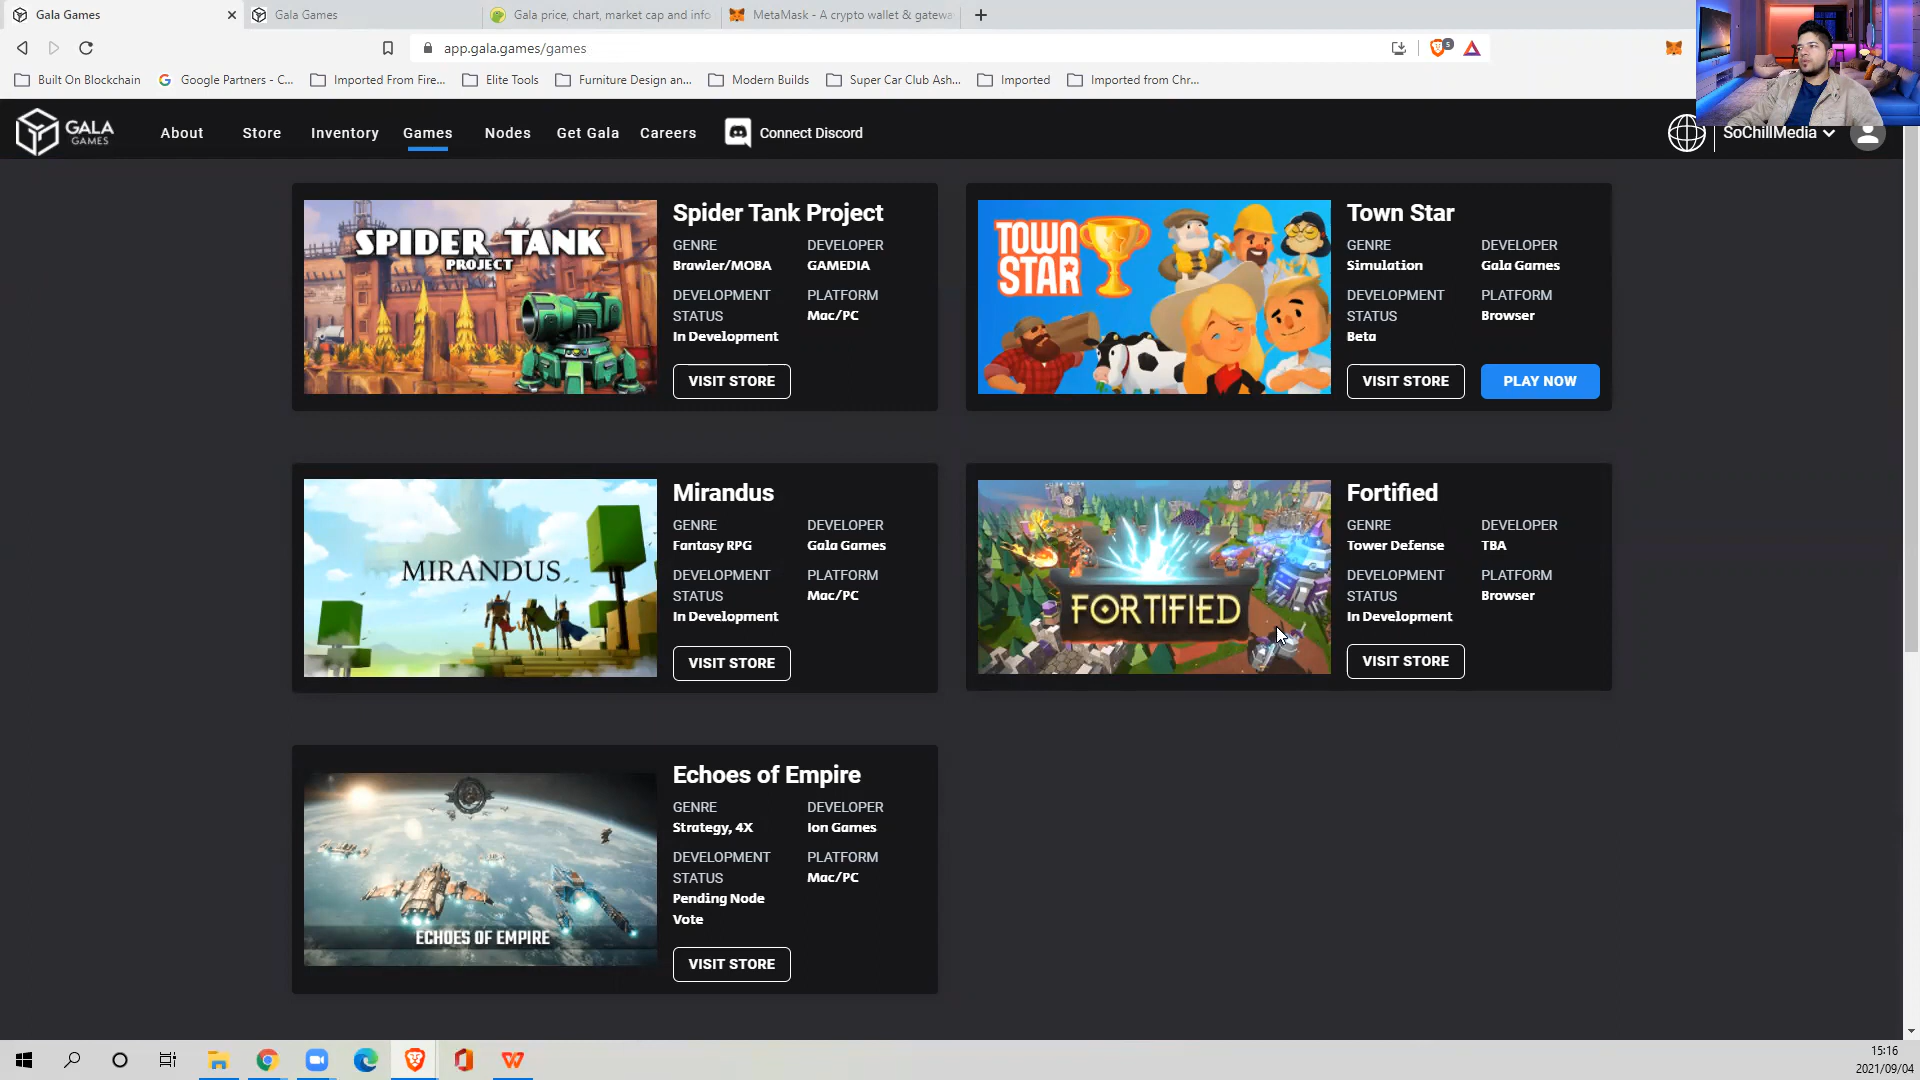 Gala Games
Gala Games
Gala price, chart, market cap and info
MetaMask - A crypto wallet & gatewa
app.gala.games/games
5
Built On Blockchain
Google Partners - C...
Imported From Fire...
Elite Tools
Furniture Design an...
Modern Builds
Super Car Club Ash...
Imported
Imported from Chr...
GALA
GAMES
About
Store
Inventory
Games
Nodes
Get Gala
Careers
Connect Discord
SoChillMedia
SPIDER TANK
PROJECT
Spider Tank Project
GENRE
Brawler/MOBA
DEVELOPER
GAMEDIA
DEVELOPMENT
STATUS
In Development
PLATFORM
Mac/PC
VISIT STORE
TOWN
STAR
Town Star
GENRE
Simulation
DEVELOPER
Gala Games
DEVELOPMENT
STATUS
Beta
PLATFORM
Browser
VISIT STORE
PLAY NOW
MIRANDUS
Mirandus
GENRE
Fantasy RPG
DEVELOPER
Gala Games
DEVELOPMENT
STATUS
In Development
PLATFORM
Mac/PC
VISIT STORE
FORTIFIED
Fortified
GENRE
Tower Defense
DEVELOPER
TBA
DEVELOPMENT
STATUS
In Development
PLATFORM
Browser
VISIT STORE
ECHOES OF EMPIRE
Echoes of Empire
GENRE
Strategy, 4X
DEVELOPER
Ion Games
DEVELOPMENT
STATUS
Pending Node
Vote
PLATFORM
Mac/PC
VISIT STORE
15:16
2021/09/04